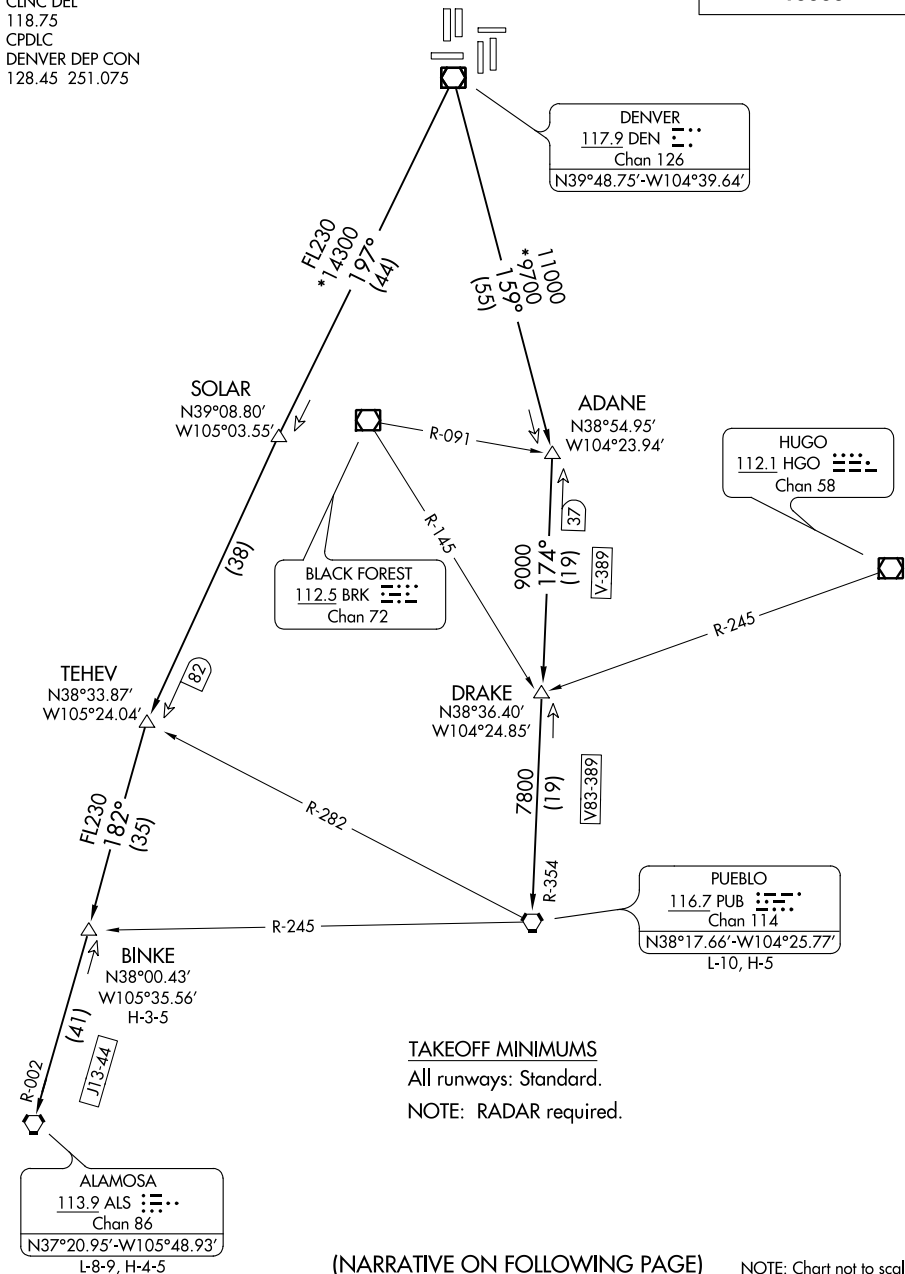 CLNC DEL
118.75
CPDLC
DENVER DEP CON
128.45 251.075
DENVER
117.9 DEN
Chan 126
N39°48.75'-W104°39.64'
FL230
*14300
197°
(44)
11000
*9700
159°
(55)
SOLAR
N39°08.80'
W105°03.55'
ADANE
N38°54.95'
W104°23.94'
R-091
HUGO
112.1 HGO
Chan 58
37
R-145
(38)
9000
174°
(19)
V-389
BLACK FOREST
112.5 BRK
Chan 72
R-245
TEHEV
N38°33.87'
W105°24.04'
82
DRAKE
N38°36.40'
W104°24.85'
FL230
182°
(35)
R-282
7800
(19)
V83-389
R-354
PUEBLO
116.7 PUB
Chan 114
N38°17.66'-W104°25.77'
L-10, H-5
R-245
BINKE
N38°00.43'
W105°35.56'
H-3-5
(41)
J13-44
R-002
TAKEOFF MINIMUMS
All runways: Standard.
NOTE: RADAR required.
ALAMOSA
113.9 ALS
Chan 86
N37°20.95'-W105°48.93'
L-8-9, H-4-5
(NARRATIVE ON FOLLOWING PAGE)
NOTE: Chart not to scal